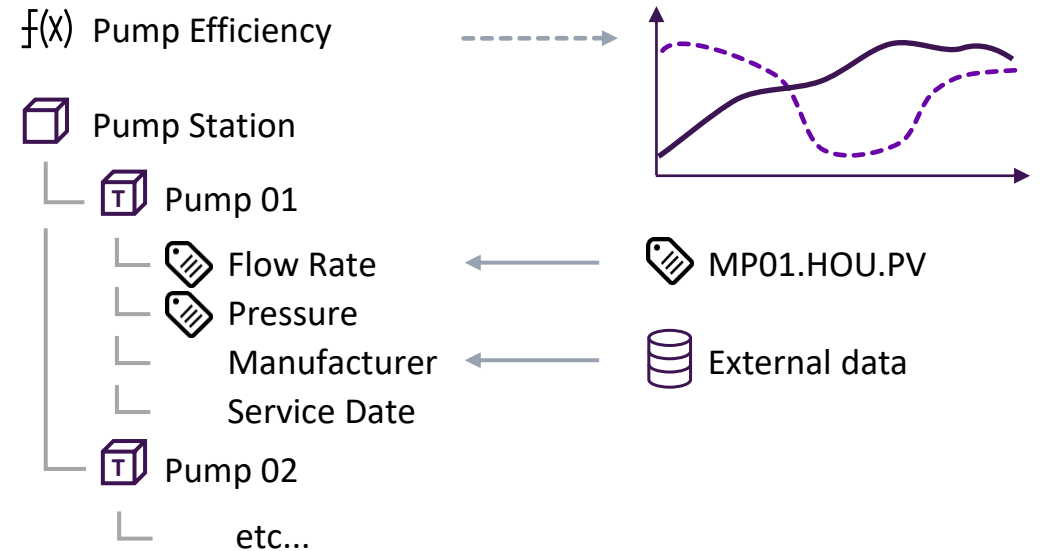 f(x) Pump Efficiency
Pump Station
T Pump 01
Flow Rate
MP01.HOU.PV
Pressure
Manufacturer
External data
Service Date
T Pump 02
etc...